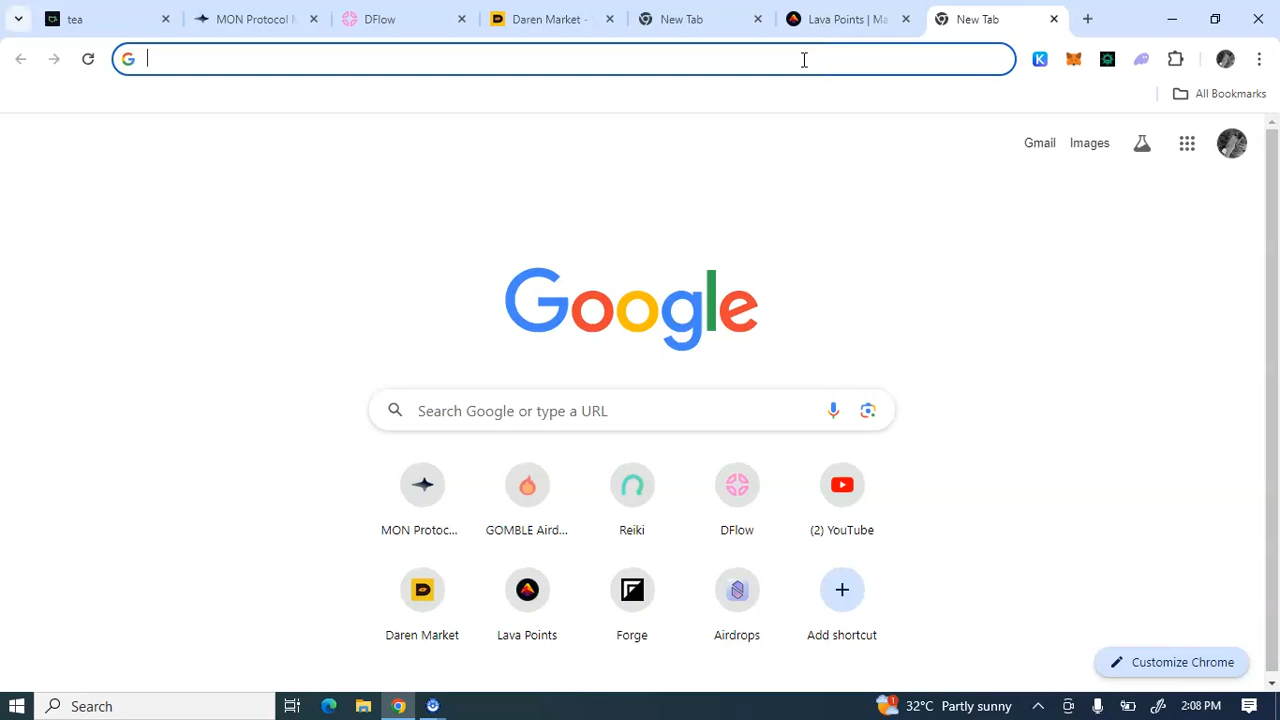 tea
MON Protocol M
DFlow
Daren Market -
New Tab
Lava Points | Ma
New Tab
All Bookmarks
Gmail
Images
Google
Search Google or type a URL
MON Protoc...
GOMBLE Aird...
Reiki
DFlow
(2) YouTube
Daren Market
Lava Points
Forge
Airdrops
Add shortcut
Customize Chrome
Search
1
32°C Partly sunny
2:08 PM